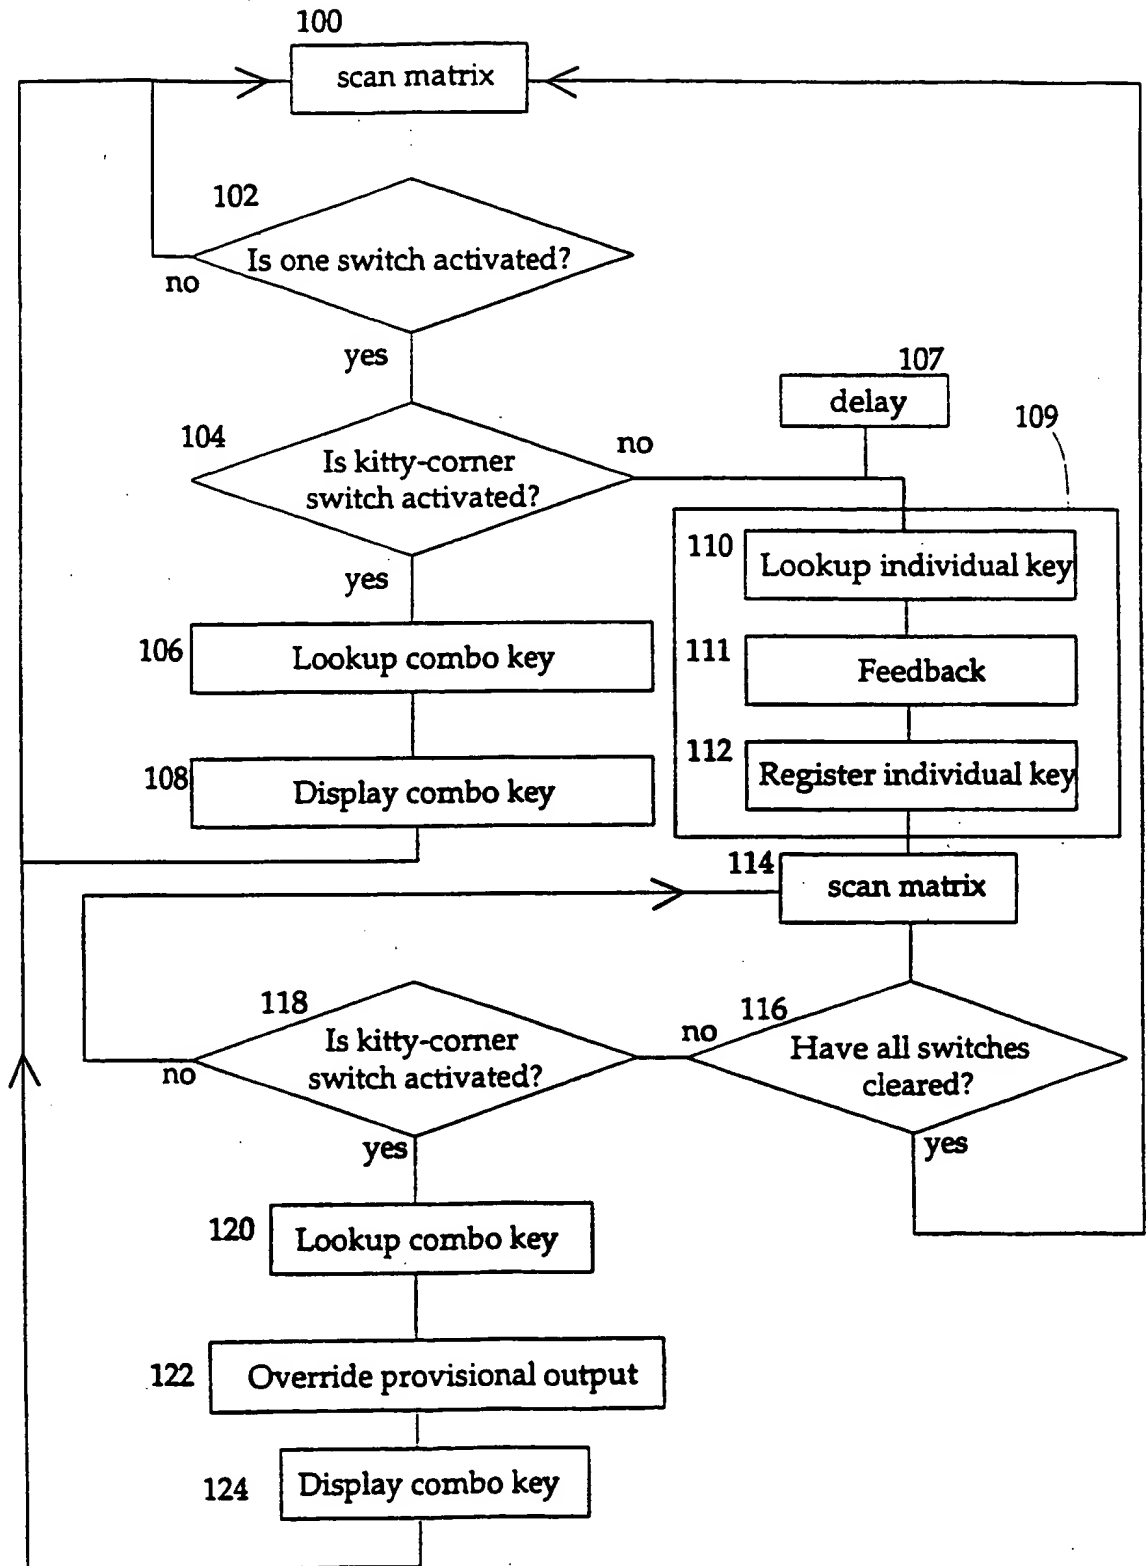 100
scan matrix
102
Is one switch activated?
no
yes
107
delay
109
104
Is kitty-corner
switch activated?
no
yes
110
Lookup individual key
106
Lookup combo key
111
Feedback
108
Display combo key
112
Register individual key
114
scan matrix
118
Is kitty-corner
switch activated?
no
yes
116
Have all switches
cleared?
no
yes
120
Lookup combo key
122
Override provisional output
124
Display combo key